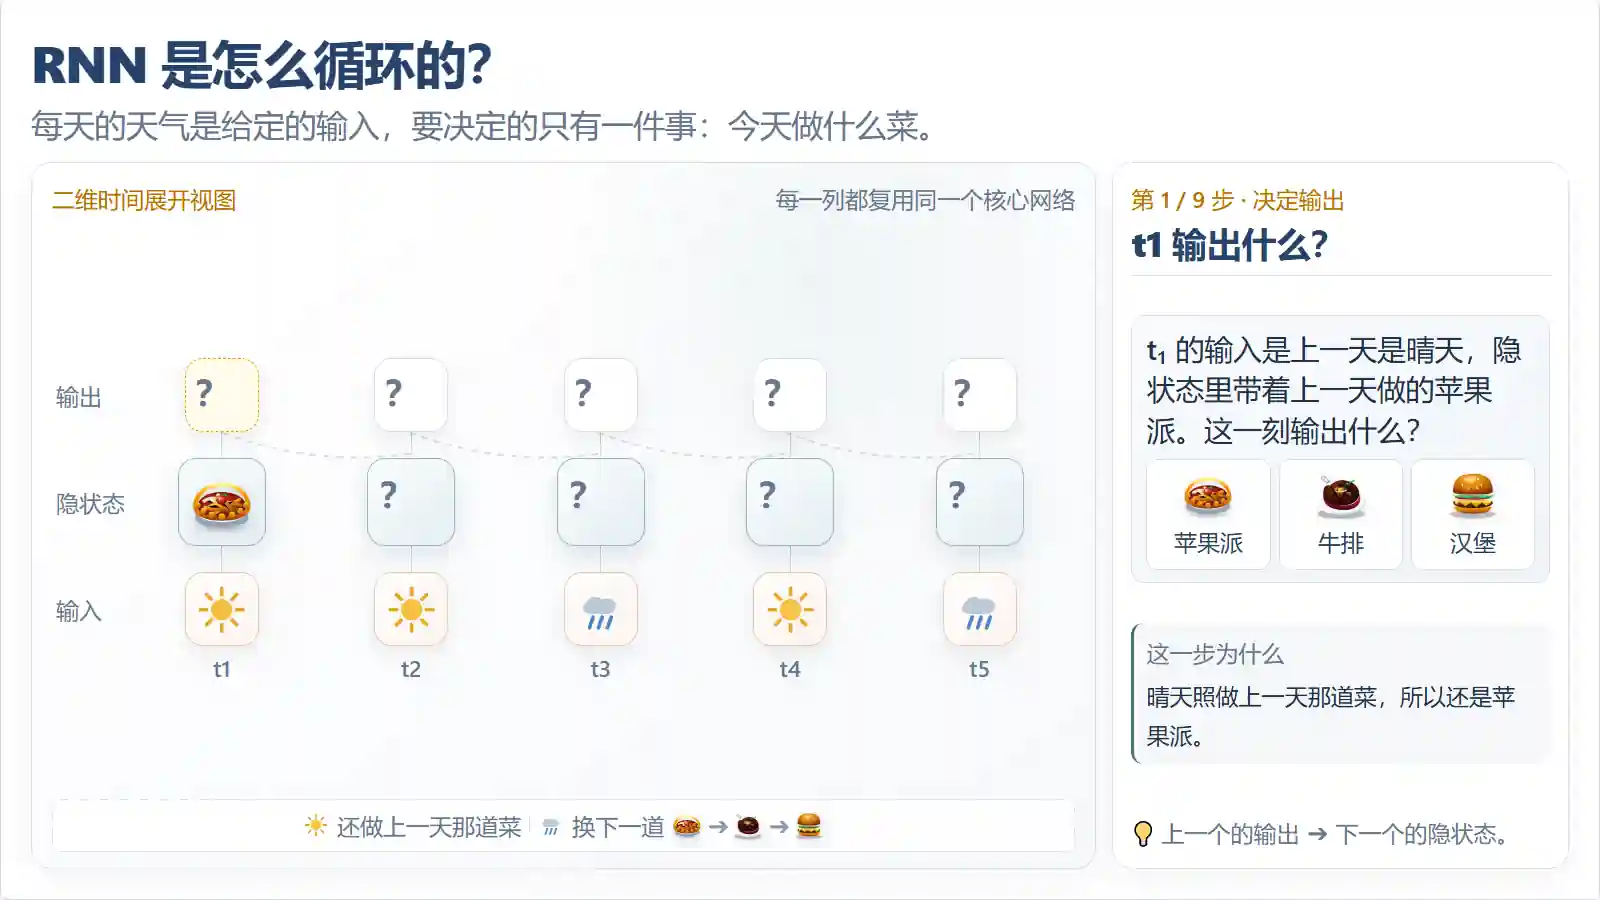 RNN 是怎么循环的？
每天的天气是给定的输入，要决定的只有一件事：今天做什么菜。
二维时间展开视图
每一列都复用同一个核心网络
输出
? ? ? ? ?
隐状态
? ? ? ?
输入
t1 t2 t3 t4 t5
还做上一天那道菜
换下一道 → →
第 1 / 9 步 · 决定输出
t1 输出什么？
t₁ 的输入是上一天是晴天，隐
状态里带着上一天做的苹果
派。这一刻输出什么？
苹果派
牛排
汉堡
这一步为什么
晴天照做上一天那道菜，所以还是苹
果派。
上一个的输出 → 下一个的隐状态。